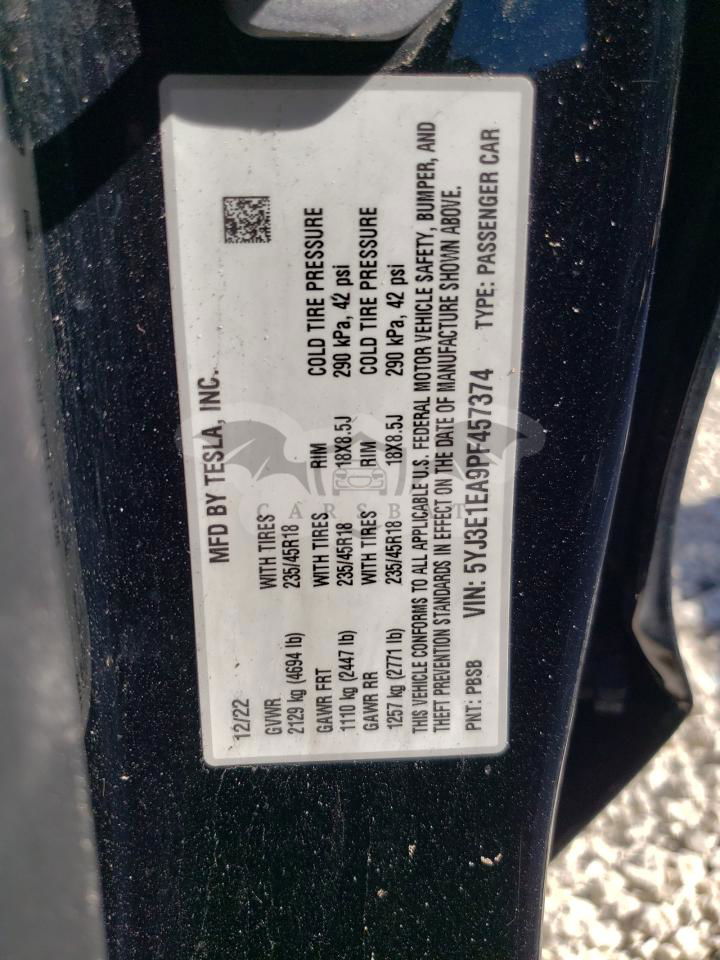 MFD BY TESLA, INC.
12/22
GVWR WITH TIRES
2129 kg (4694 lb) 235/45R18
GAWR FRT WITH TIRES RIM COLD TIRE PRESSURE
1110 kg (2447 lb) 235/45R18 18X8.5J 290 kPa, 42 psi
GAWR RR WITH TIRES RIM COLD TIRE PRESSURE
1257 kg (2771 lb) 235/45R18 18X8.5J 290 kPa, 42 psi
THIS VEHICLE CONFORMS TO ALL APPLICABLE U.S. FEDERAL MOTOR VEHICLE SAFETY, BUMPER, AND
THEFT PREVENTION STANDARDS IN EFFECT ON THE DATE OF MANUFACTURE SHOWN ABOVE.
PNT: PBSB VIN: 5YJ3E1EA9PF457374 TYPE: PASSENGER CAR
CARSBAT